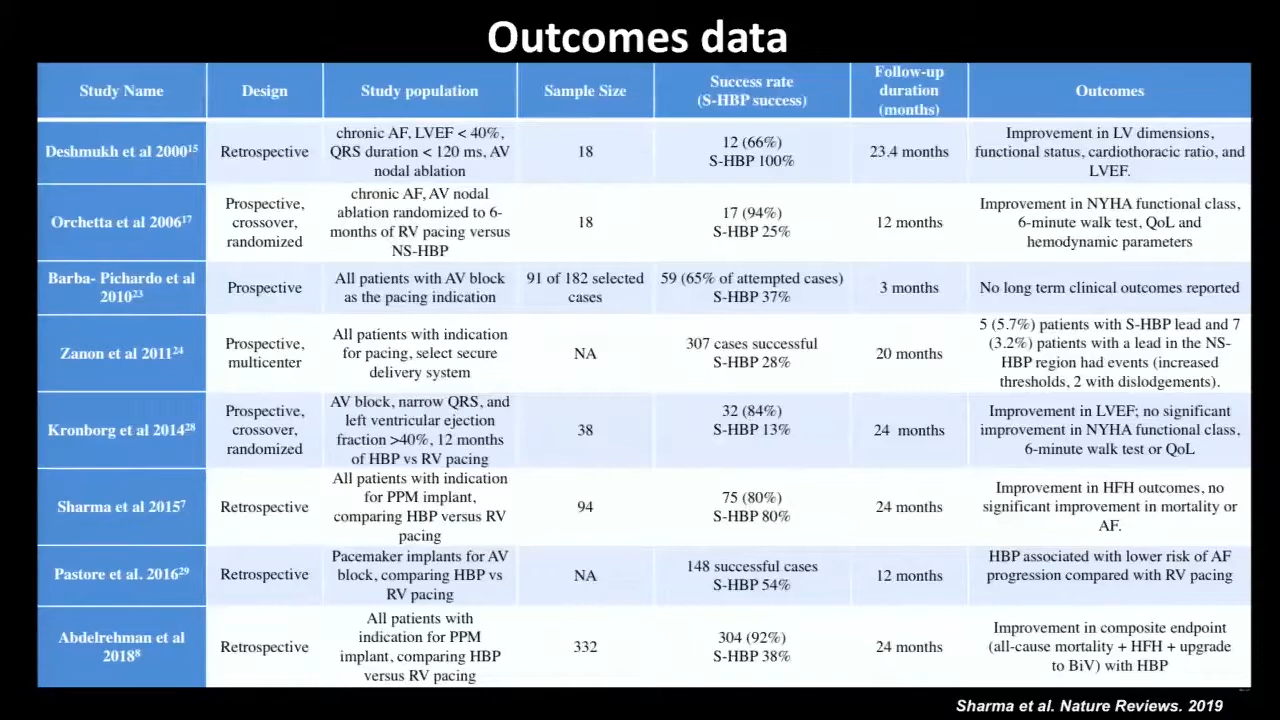 Outcomes data
Study Name
Design
Study population
Sample Size
Success rate
(S-HBP success)
Follow-up
duration
(months)
Outcomes
Deshmukh et al 2000¹⁵
Retrospective
chronic AF, LVEF < 40%,
QRS duration < 120 ms, AV
nodal ablation
18
12 (66%)
S-HBP 100%
23.4 months
Improvement in LV dimensions,
functional status, cardiothoracic ratio, and
LVEF.
Orchetta et al 2006¹⁷
Prospective,
crossover,
randomized
chronic AF, AV nodal
ablation randomized to 6-
months of RV pacing versus
NS-HBP
18
17 (94%)
S-HBP 25%
12 months
Improvement in NYHA functional class,
6-minute walk test, QoL and
hemodynamic parameters
Barba- Pichardo et al
2010²³
Prospective
All patients with AV block
as the pacing indication
91 of 182 selected
cases
59 (65% of attempted cases)
S-HBP 37%
3 months
No long term clinical outcomes reported
Zanon et al 2011²⁴
Prospective,
multicenter
All patients with indication
for pacing, select secure
delivery system
NA
307 cases successful
S-HBP 28%
20 months
5 (5.7%) patients with S-HBP lead and 7
(3.2%) patients with a lead in the NS-
HBP region had events (increased
thresholds, 2 with dislodgements).
Kronborg et al 2014²⁸
Prospective,
crossover,
randomized
AV block, narrow QRS, and
left ventricular ejection
fraction >40%, 12 months
of HBP vs RV pacing
38
32 (84%)
S-HBP 13%
24 months
Improvement in LVEF; no significant
improvement in NYHA functional class,
6-minute walk test or QoL
Sharma et al 2015⁷
Retrospective
All patients with indication
for PPM implant,
comparing HBP versus RV
pacing
94
75 (80%)
S-HBP 80%
24 months
Improvement in HFH outcomes, no
significant improvement in mortality or
AF.
Pastore et al. 2016²⁹
Retrospective
Pacemaker implants for AV
block, comparing HBP vs
RV pacing
NA
148 successful cases
S-HBP 54%
12 months
HBP associated with lower risk of AF
progression compared with RV pacing
Abdelrehman et al
2018⁸
Retrospective
All patients with
indication for PPM
implant, comparing HBP
versus RV pacing
332
304 (92%)
S-HBP 38%
24 months
Improvement in composite endpoint
(all-cause mortality + HFH + upgrade
to BiV) with HBP
Sharma et al. Nature Reviews. 2019